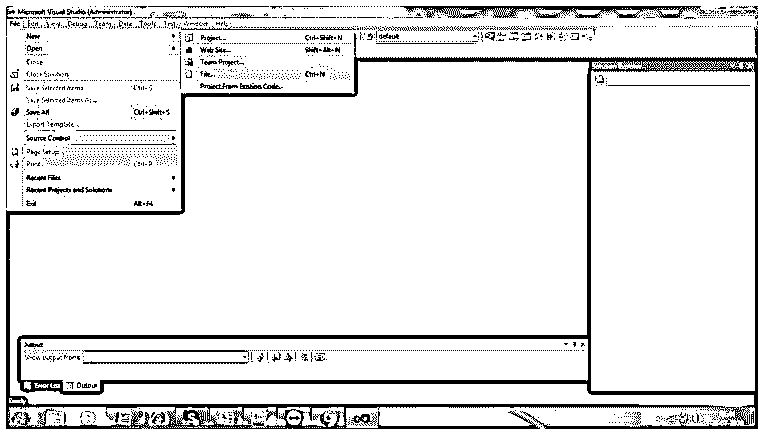 Microsoft Visual Studio (Administrator)
File Edit View Debug Team Data Tools Test Window Help
New
Open
Close
Close Solution
Save Selected Items Ctrl+S
Save Selected Items As...
Save All Ctrl+Shift+S
Export Template...
Source Control
Page Setup...
Print... Ctrl+P
Recent Files
Recent Projects and Solutions
Exit Alt+F4
Project... Ctrl+Shift+N
Web Site... Shift+Alt+N
Team Project...
File... Ctrl+N
Project From Existing Code...
default
Output
Show output from:
Error List Output